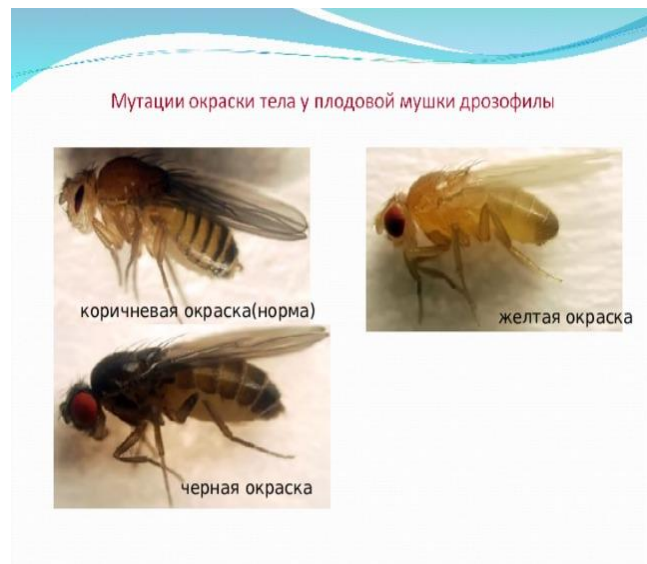 Мутации окраски тела у плодовой мушки дрозофилы
коричневая окраска(норма)
желтая окраска
черная окраска